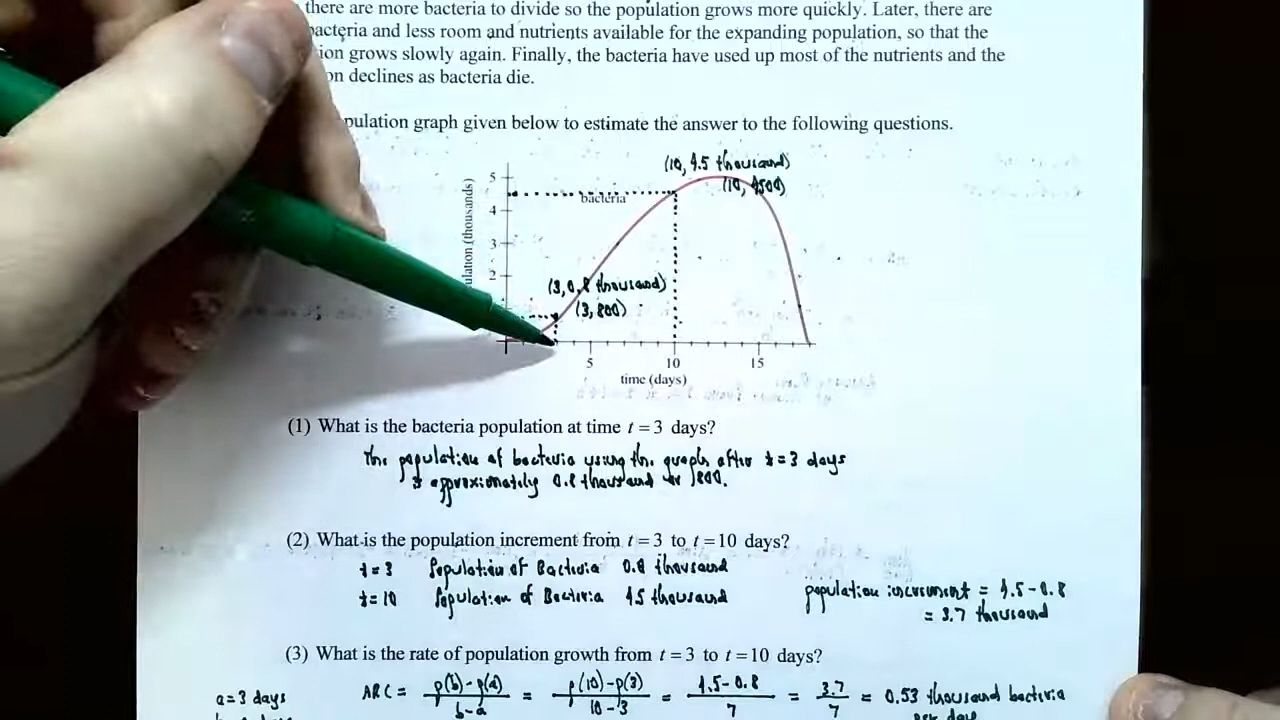 there are more bacteria to divide so the population grows more quickly. Later, there are
bacteria and less room and nutrients available for the expanding population, so that the
ion grows slowly again. Finally, the bacteria have used up most of the nutrients and the
on declines as bacteria die.
pulation graph given below to estimate the answer to the following questions.
(10, 4.5 thousand)
(10, 4500)
5
bacteria
4
3
2
ulation (thousands)
(3, 0.8 thousand)
(3, 800)
5 10 15
time (days)
(1) What is the bacteria population at time t = 3 days?
The population of bacteria using the graph after t = 3 days
is approximately 0.8 thousand or 800.
(2) What is the population increment from t = 3 to t = 10 days?
t = 3 Population of Bacteria 0.8 thousand
t = 10 Population of Bacteria 4.5 thousand
population increment = 4.5 - 0.8
= 3.7 thousand
(3) What is the rate of population growth from t = 3 to t = 10 days?
a = 3 days
ARC = p(b) - p(a) / b - a = p(10) - p(3) / 10 - 3 = 4.5 - 0.8 / 7 = 3.7 / 7 = 0.53 thousand bacteria
per day